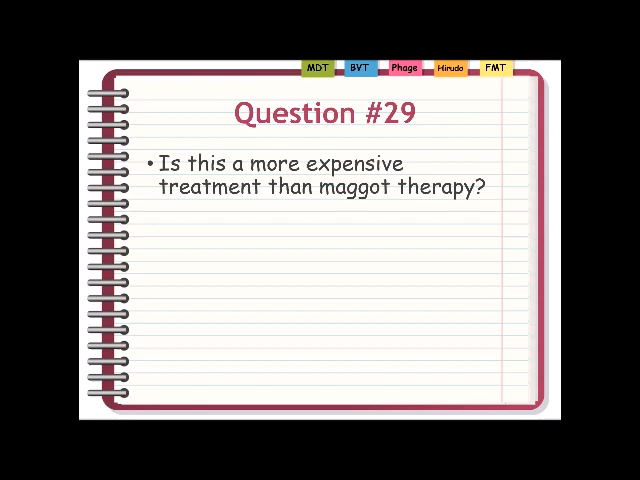 MDT BVT Phage Hirudo FMT
Question #29
• Is this a more expensive
treatment than maggot therapy?